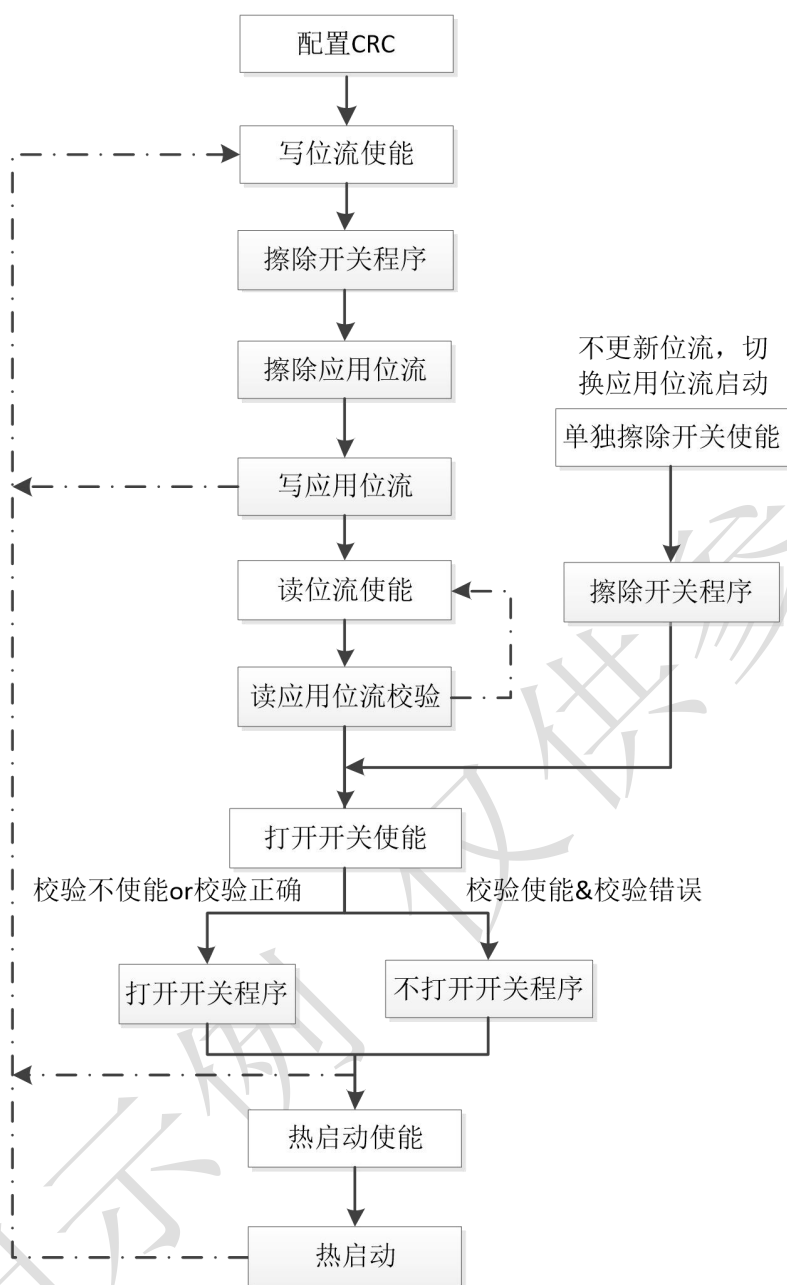 配置CRC
写位流使能
擦除开关程序
擦除应用位流
不更新位流，切
换应用位流启动
单独擦除开关使能
写应用位流
读位流使能
擦除开关程序
读应用位流校验
打开开关使能
校验不使能or校验正确
校验使能&校验错误
打开开关程序
不打开开关程序
热启动使能
热启动
示例
仅供参